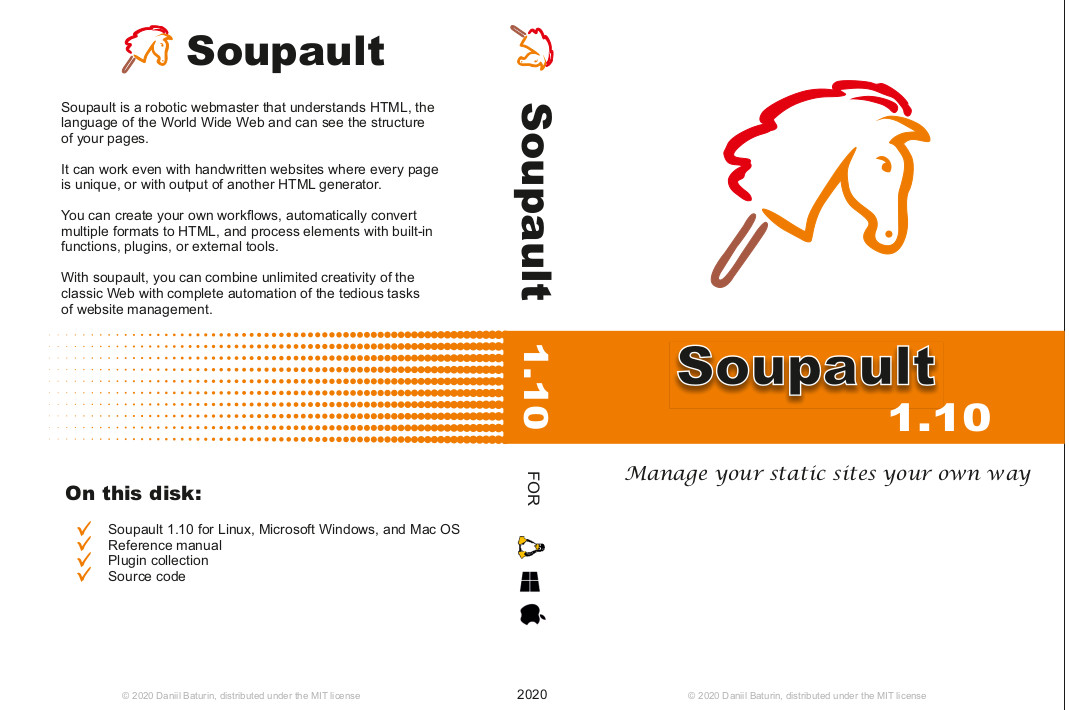 Soupault
Soupault is a robotic webmaster that understands HTML, the
language of the World Wide Web and can see the structure
of your pages.
It can work even with handwritten websites where every page
is unique, or with output of another HTML generator.
You can create your own workflows, automatically convert
multiple formats to HTML, and process elements with built-in
functions, plugins, or external tools.
With soupault, you can combine unlimited creativity of the
classic Web with complete automation of the tedious tasks
of website management.
On this disk:
Soupault 1.10 for Linux, Microsoft Windows, and Mac OS
Reference manual
Plugin collection
Source code
© 2020 Daniil Baturin, distributed under the MIT license
Soupault
1.10
FOR
2020
Soupault
1.10
Manage your static sites your own way
© 2020 Daniil Baturin, distributed under the MIT license